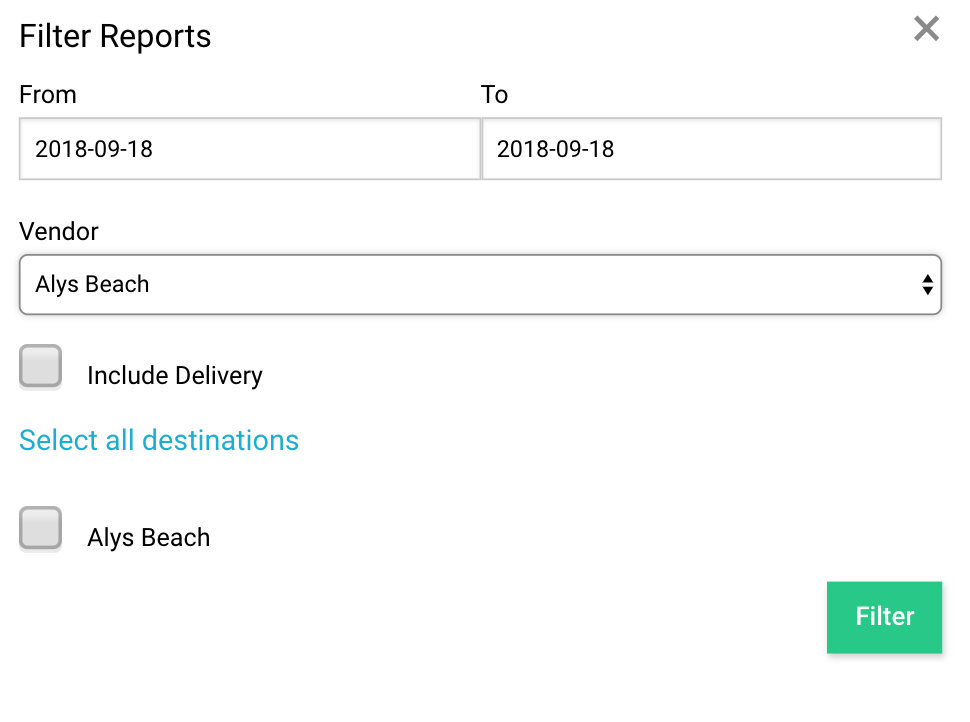 Filter Reports
From To
2018-09-18 2018-09-18
Vendor
Alys Beach
Include Delivery
Select all destinations
Alys Beach
Filter